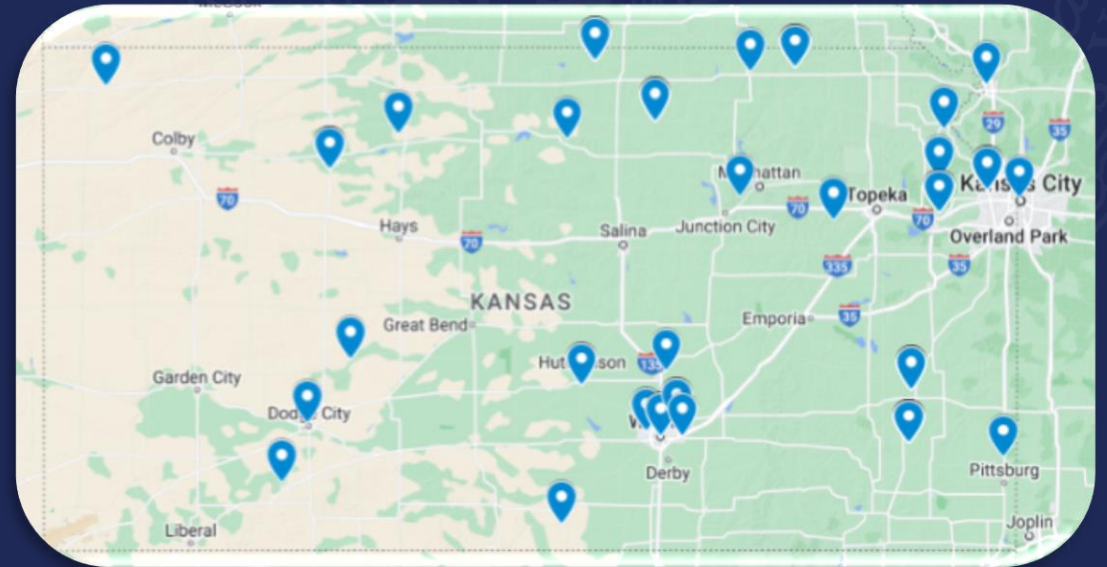 29
35
Colby
Manhattan
Kansas City
70
Topeka
70
70
Hays
Salina
Junction City
70
Overland Park
335
35
KANSAS
Great Bend
Emporia
35
Hutchinson
135
Garden City
Dodge City
Derby
Pittsburg
Liberal
Joplin